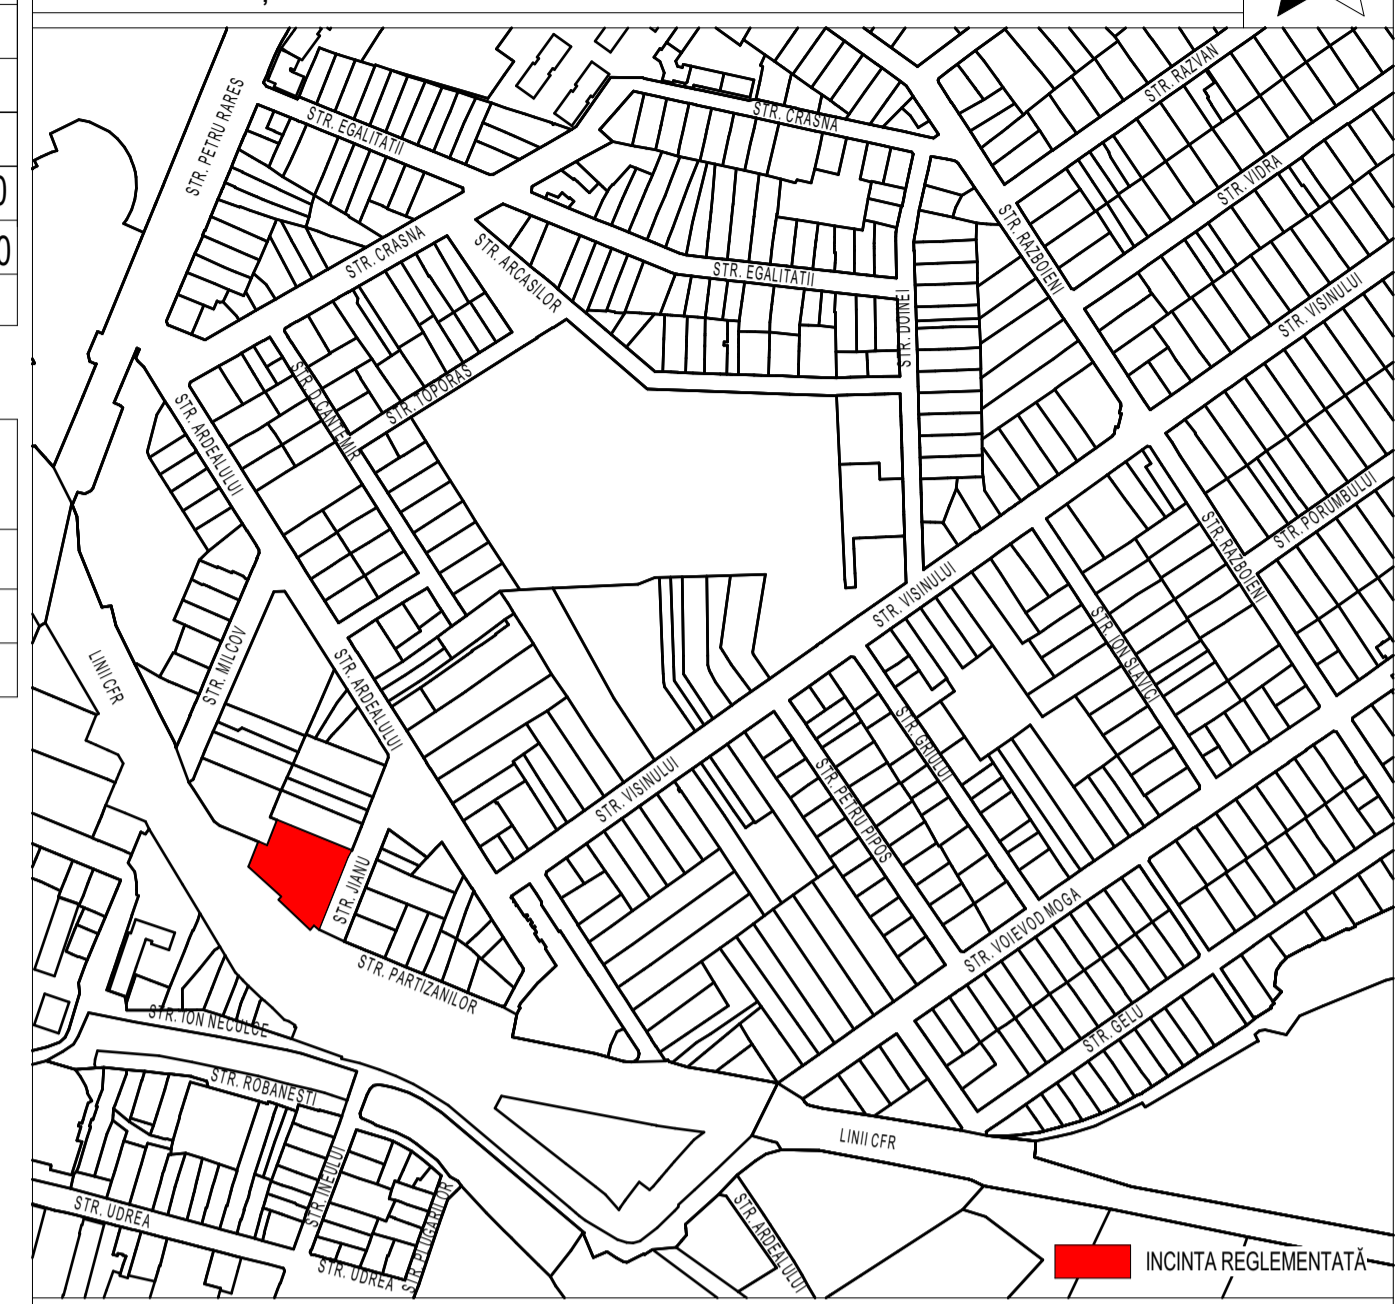 STR. RAZVAN
STR. PETRU RARES
STR. CRASNA
STR. EGALITATII
STR. VIDRA
0
STR. RAZBOIENI
STR. CRASNA
0
STR. ARCASILOR
STR. EGALITATII
STR. VISINULUI
STR. DOINEI
STR. D.CANTEMIR
STR. TOPORAS
STR. ARDEALULUI
STR. PORUMBULUI
STR. RAZBOIENI
STR. VISINULUI
STR. ION SLAVICI
STR. MILCOV
LINII CFR
STR. ARDEALULUI
STR. GRIULUI
STR. VISINULUI
STR. PETRU PIPOS
STR. JIANU
STR. VOIEVOD MOGA
STR. PARTIZANILOR
STR. ION NECULCE
STR. GELU
STR. ROBANESTI
LINII CFR
STR. INEULUI
STR. UDREA
STR. PLUGARILOR
STR. ARDEALULUI
STR. UDREA
INCINTA REGLEMENTATĂ